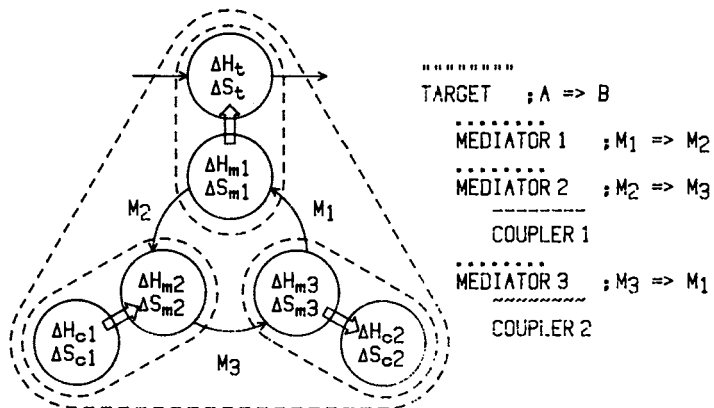 ΔHt
ΔSt
ΔHm1
ΔSm1
M2
M1
ΔHm2
ΔSm2
ΔHm3
ΔSm3
ΔHc1
ΔSc1
ΔHc2
ΔSc2
M3
TARGET ;A => B
MEDIATOR 1 ;M1 => M2
MEDIATOR 2 ;M2 => M3
COUPLER 1
MEDIATOR 3 ;M3 => M1
COUPLER 2